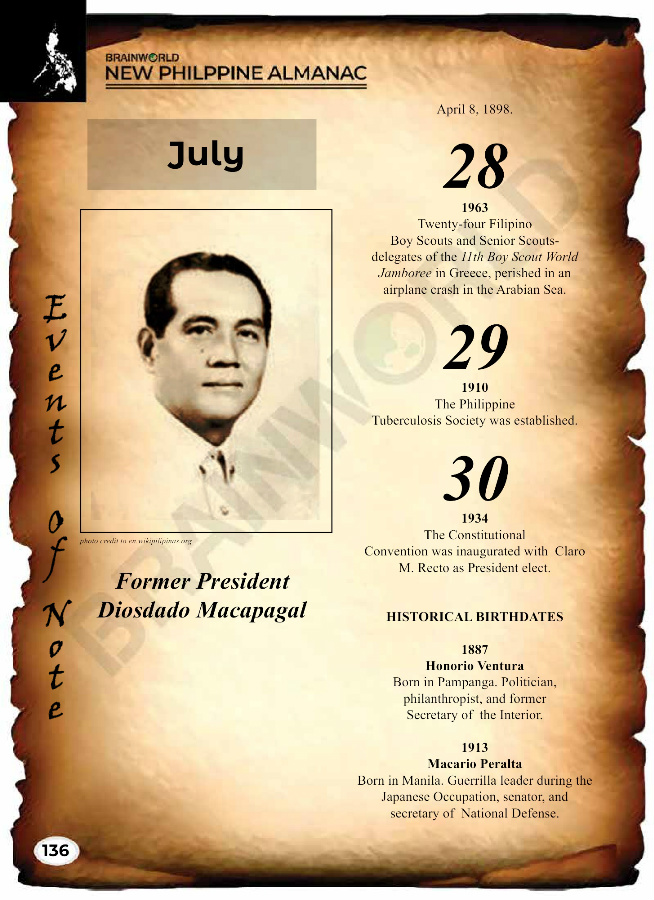 BRAINWORLD
NEW PHILPPINE ALMANAC
July
Events of Note
photo credit to en.wikipilipinas.org
Former President
Diosdado Macapagal
April 8, 1898.
28
1963
Twenty-four Filipino
Boy Scouts and Senior Scouts-
delegates of the 11th Boy Scout World
Jamboree in Greece, perished in an
airplane crash in the Arabian Sea.
29
1910
The Philippine
Tuberculosis Society was established.
30
1934
The Constitutional
Convention was inaugurated with Claro
M. Recto as President elect.
HISTORICAL BIRTHDATES
1887
Honorio Ventura
Born in Pampanga. Politician,
philanthropist, and former
Secretary of the Interior.
1913
Macario Peralta
Born in Manila. Guerrilla leader during the
Japanese Occupation, senator, and
secretary of National Defense.
136
BRAINWORLD